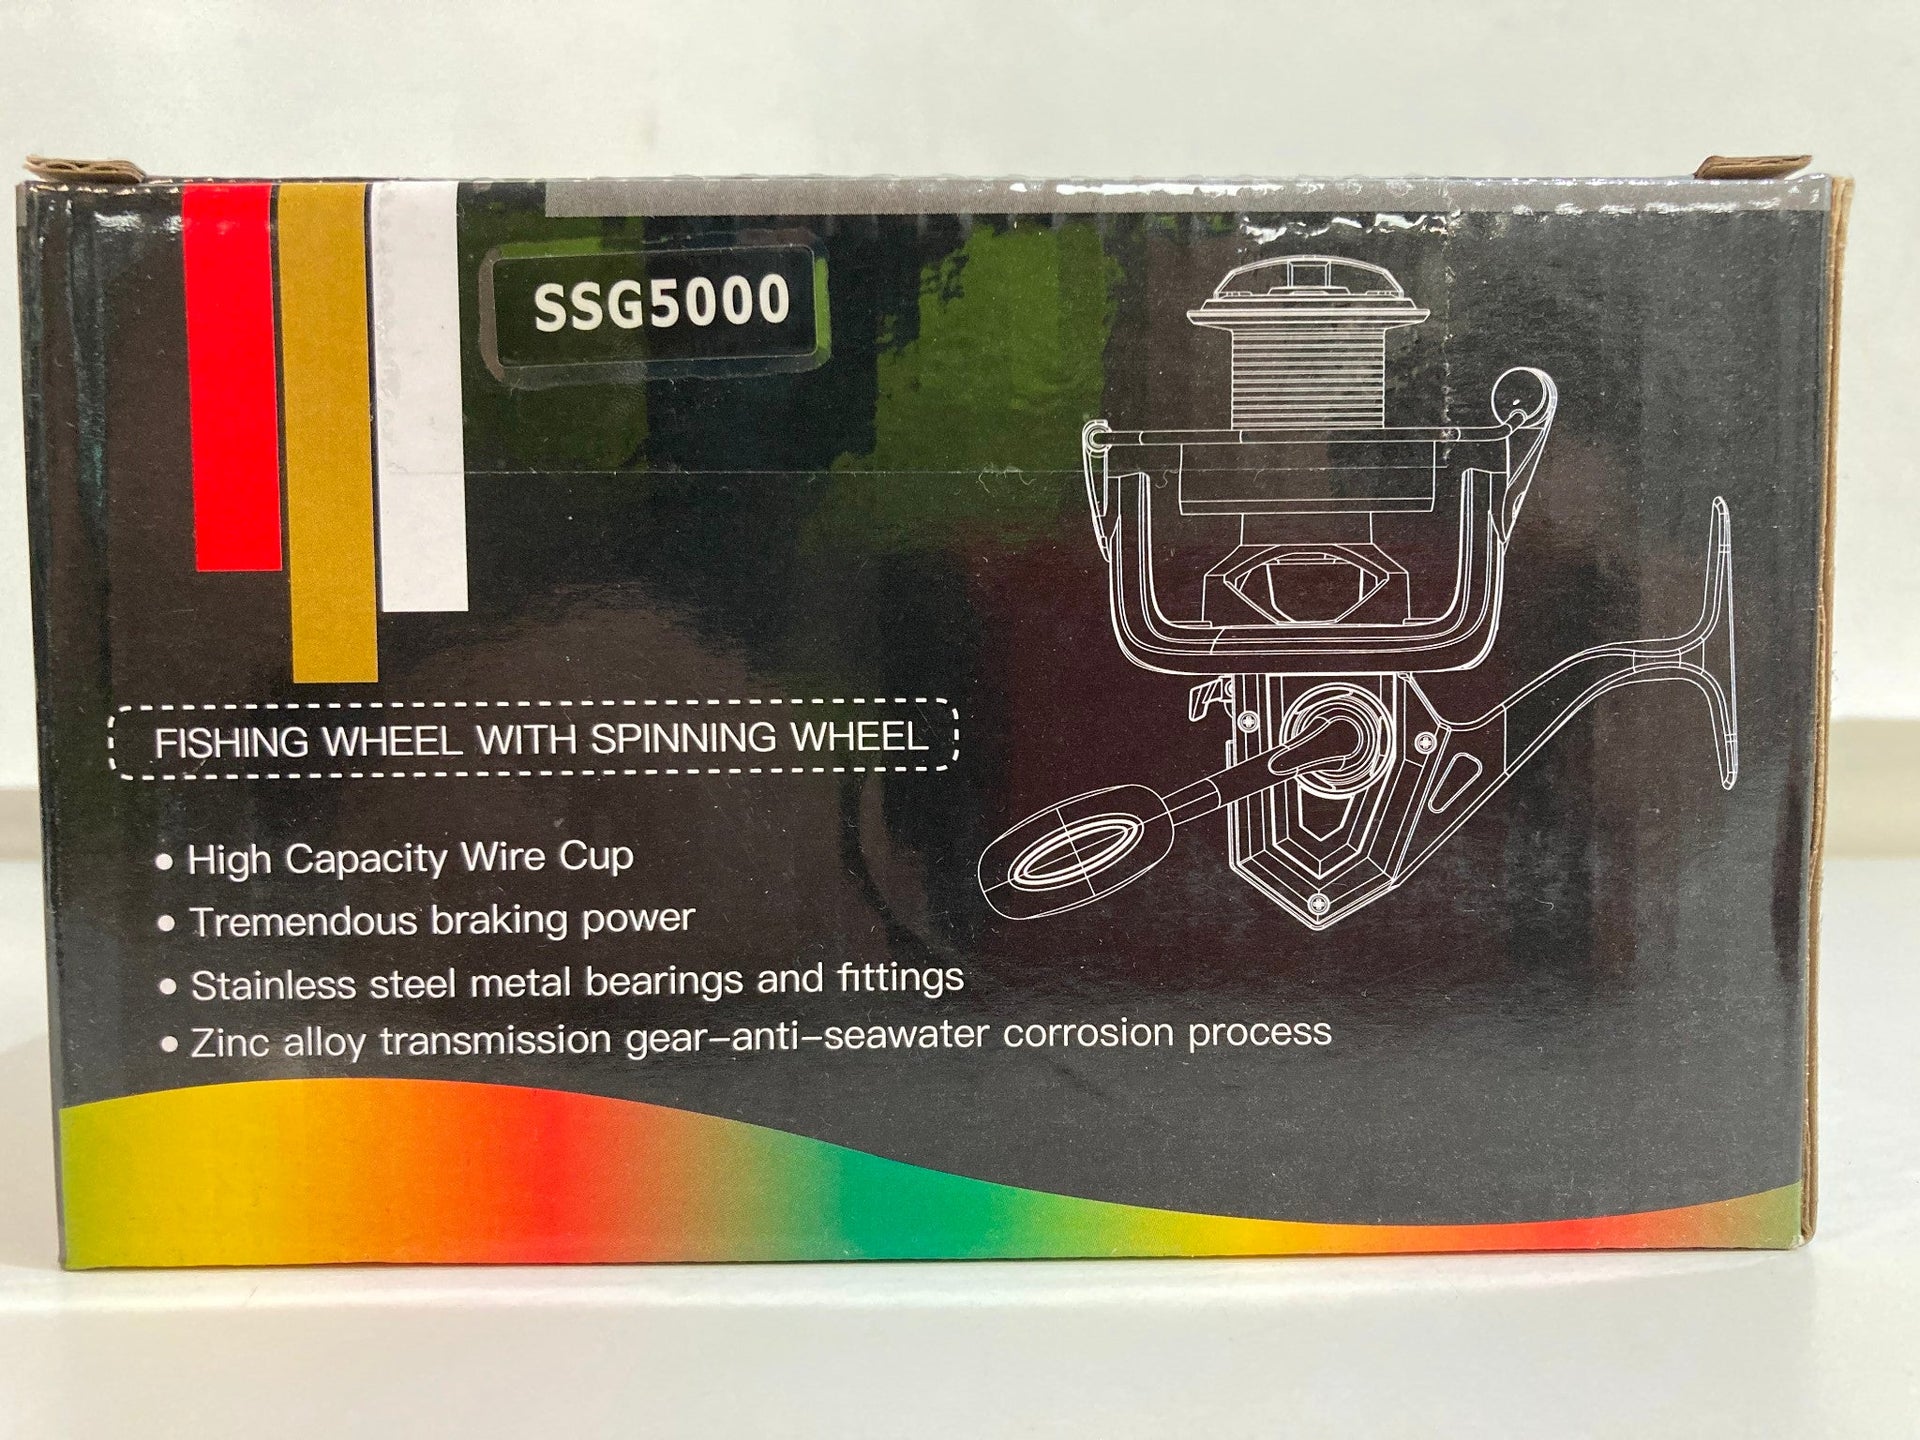 SSG5000
FISHING WHEEL WITH SPINNING WHEEL
• High Capacity Wire Cup
• Tremendous braking power
• Stainless steel metal bearings and fittings
• Zinc alloy transmission gear–anti–seawater corrosion process